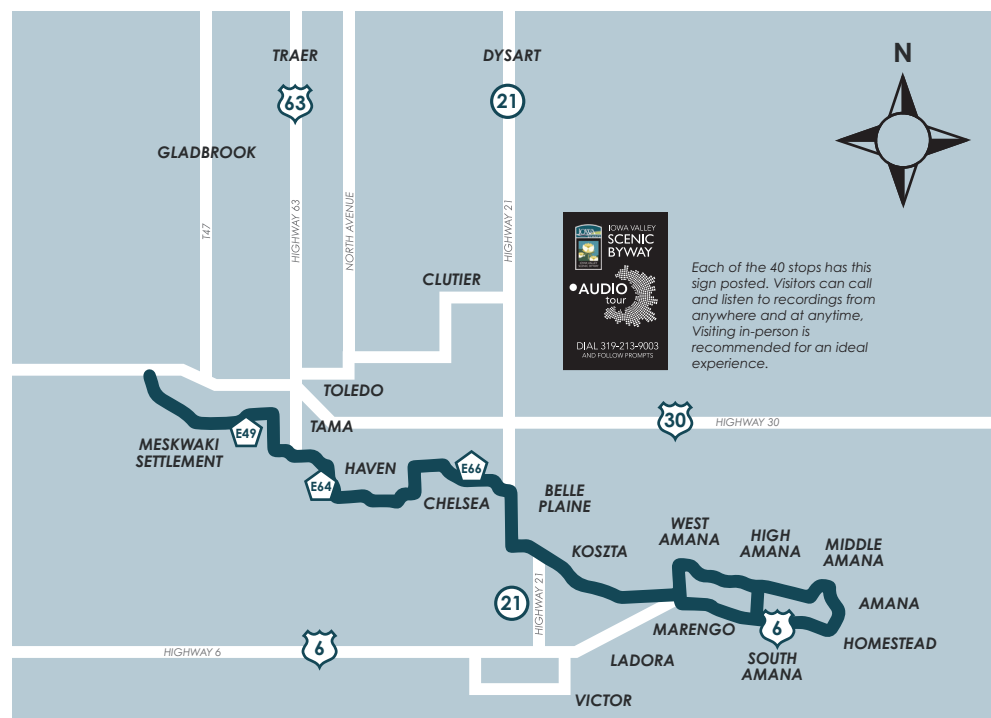 TRAER
DYSART
N
63
21
GLADBROOK
T47
HIGHWAY 63
NORTH AVENUE
HIGHWAY 21
IOWA VALLEY
SCENIC
BYWAY
AUDIO
tour
DIAL 319-213-9003
AND FOLLOW PROMPTS
Each of the 40 stops has this
sign posted. Visitors can call
and listen to recordings from
anywhere and at anytime,
Visiting in-person is
recommended for an ideal
experience.
CLUTIER
TOLEDO
TAMA
30
HIGHWAY 30
E49
MESKWAKI
SETTLEMENT
HAVEN
E64
E66
CHELSEA
BELLE
PLAINE
KOSZTA
WEST
AMANA
HIGH
AMANA
MIDDLE
AMANA
AMANA
HOMESTEAD
21
HIGHWAY 21
MARENGO
6
SOUTH
AMANA
LADORA
HIGHWAY 6
6
VICTOR